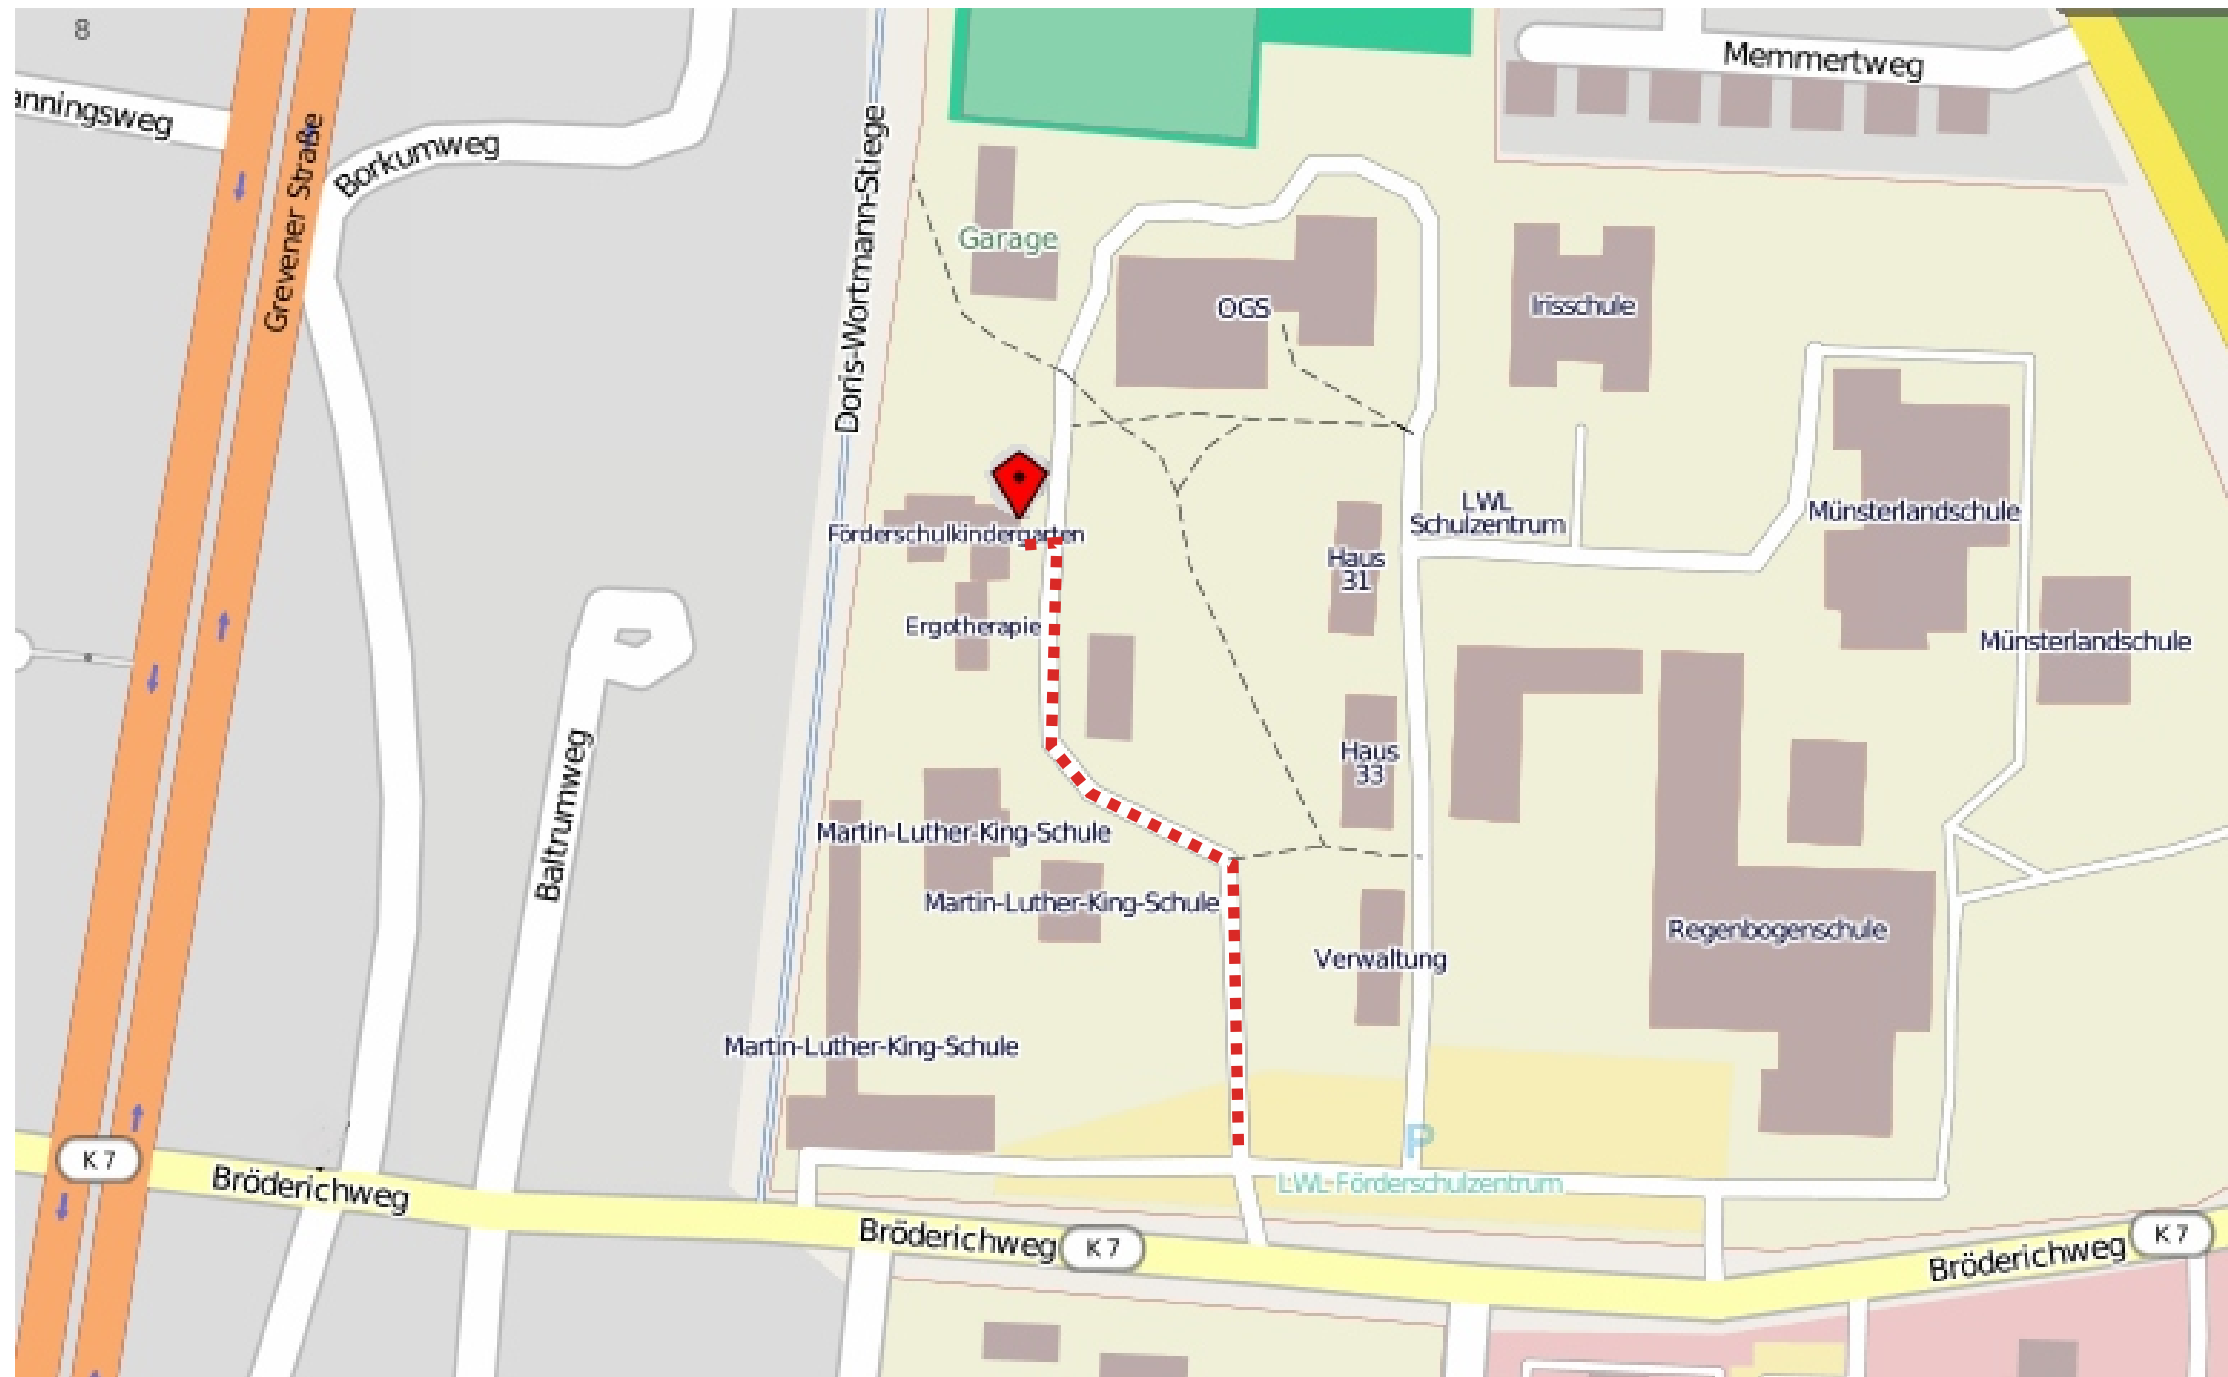 8
Memmertweg
anningsweg
Borkumweg
Grevener Straße
Doris-Wortmann-Stiege
Garage
OGS
Irisschule
LWL
Schulzentrum
Münsterlandschule
Förderschulkindergarten
Haus
31
Ergotherapie
Münsterlandschule
Haus
33
Baltrumweg
Martin-Luther-King-Schule
Martin-Luther-King-Schule
Regenbogenschule
Verwaltung
Martin-Luther-King-Schule
P
LWL Förderschulzentrum
K 7
Bröderichweg
Bröderichweg
K 7
Bröderichweg
K 7